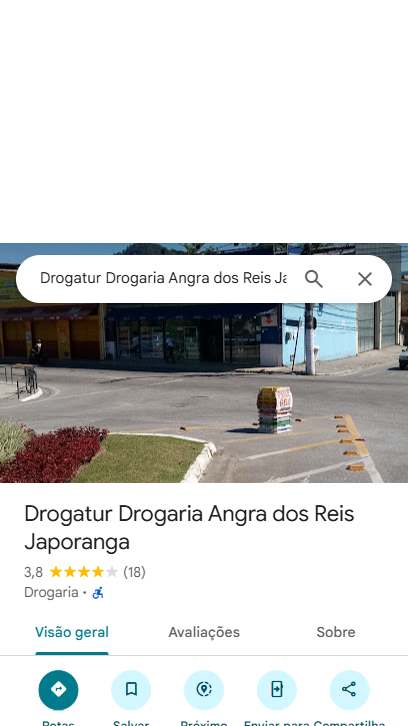 Drogatur Drogaria Angra dos Reis Ja
Drogatur Drogaria Angra dos Reis
Japoranga
3,8 (18)
Drogaria •
Visão geral
Avaliações
Sobre
Rotas
Salvar
Próximo
Enviar para
Compartilha